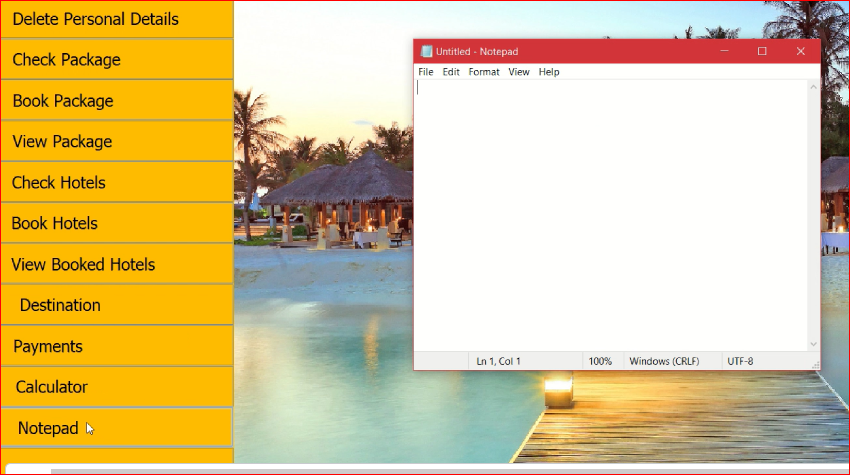 Delete Personal Details
Check Package
Book Package
View Package
Check Hotels
Book Hotels
View Booked Hotels
Destination
Payments
Calculator
Notepad
Untitled - Notepad
File Edit Format View Help
Ln 1, Col 1 100% Windows (CRLF) UTF-8